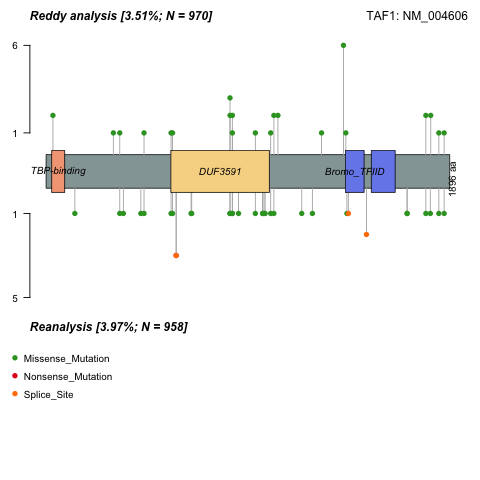 Reddy analysis [3.51%; N = 970]
TAF1: NM_004606
6
1
TBP-binding
DUF3591
Bromo_TFIID
1896 aa
1
5
Reanalysis [3.97%; N = 958]
Missense_Mutation
Nonsense_Mutation
Splice_Site